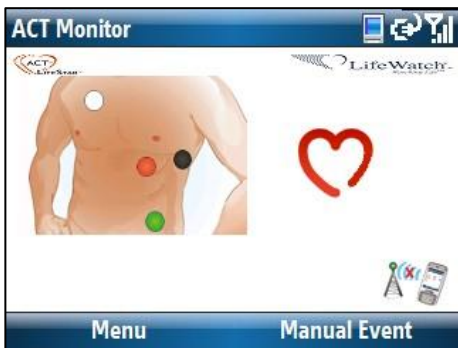 ACT Monitor
ACT
LifeStar
LifeWatch
Menu
Manual Event